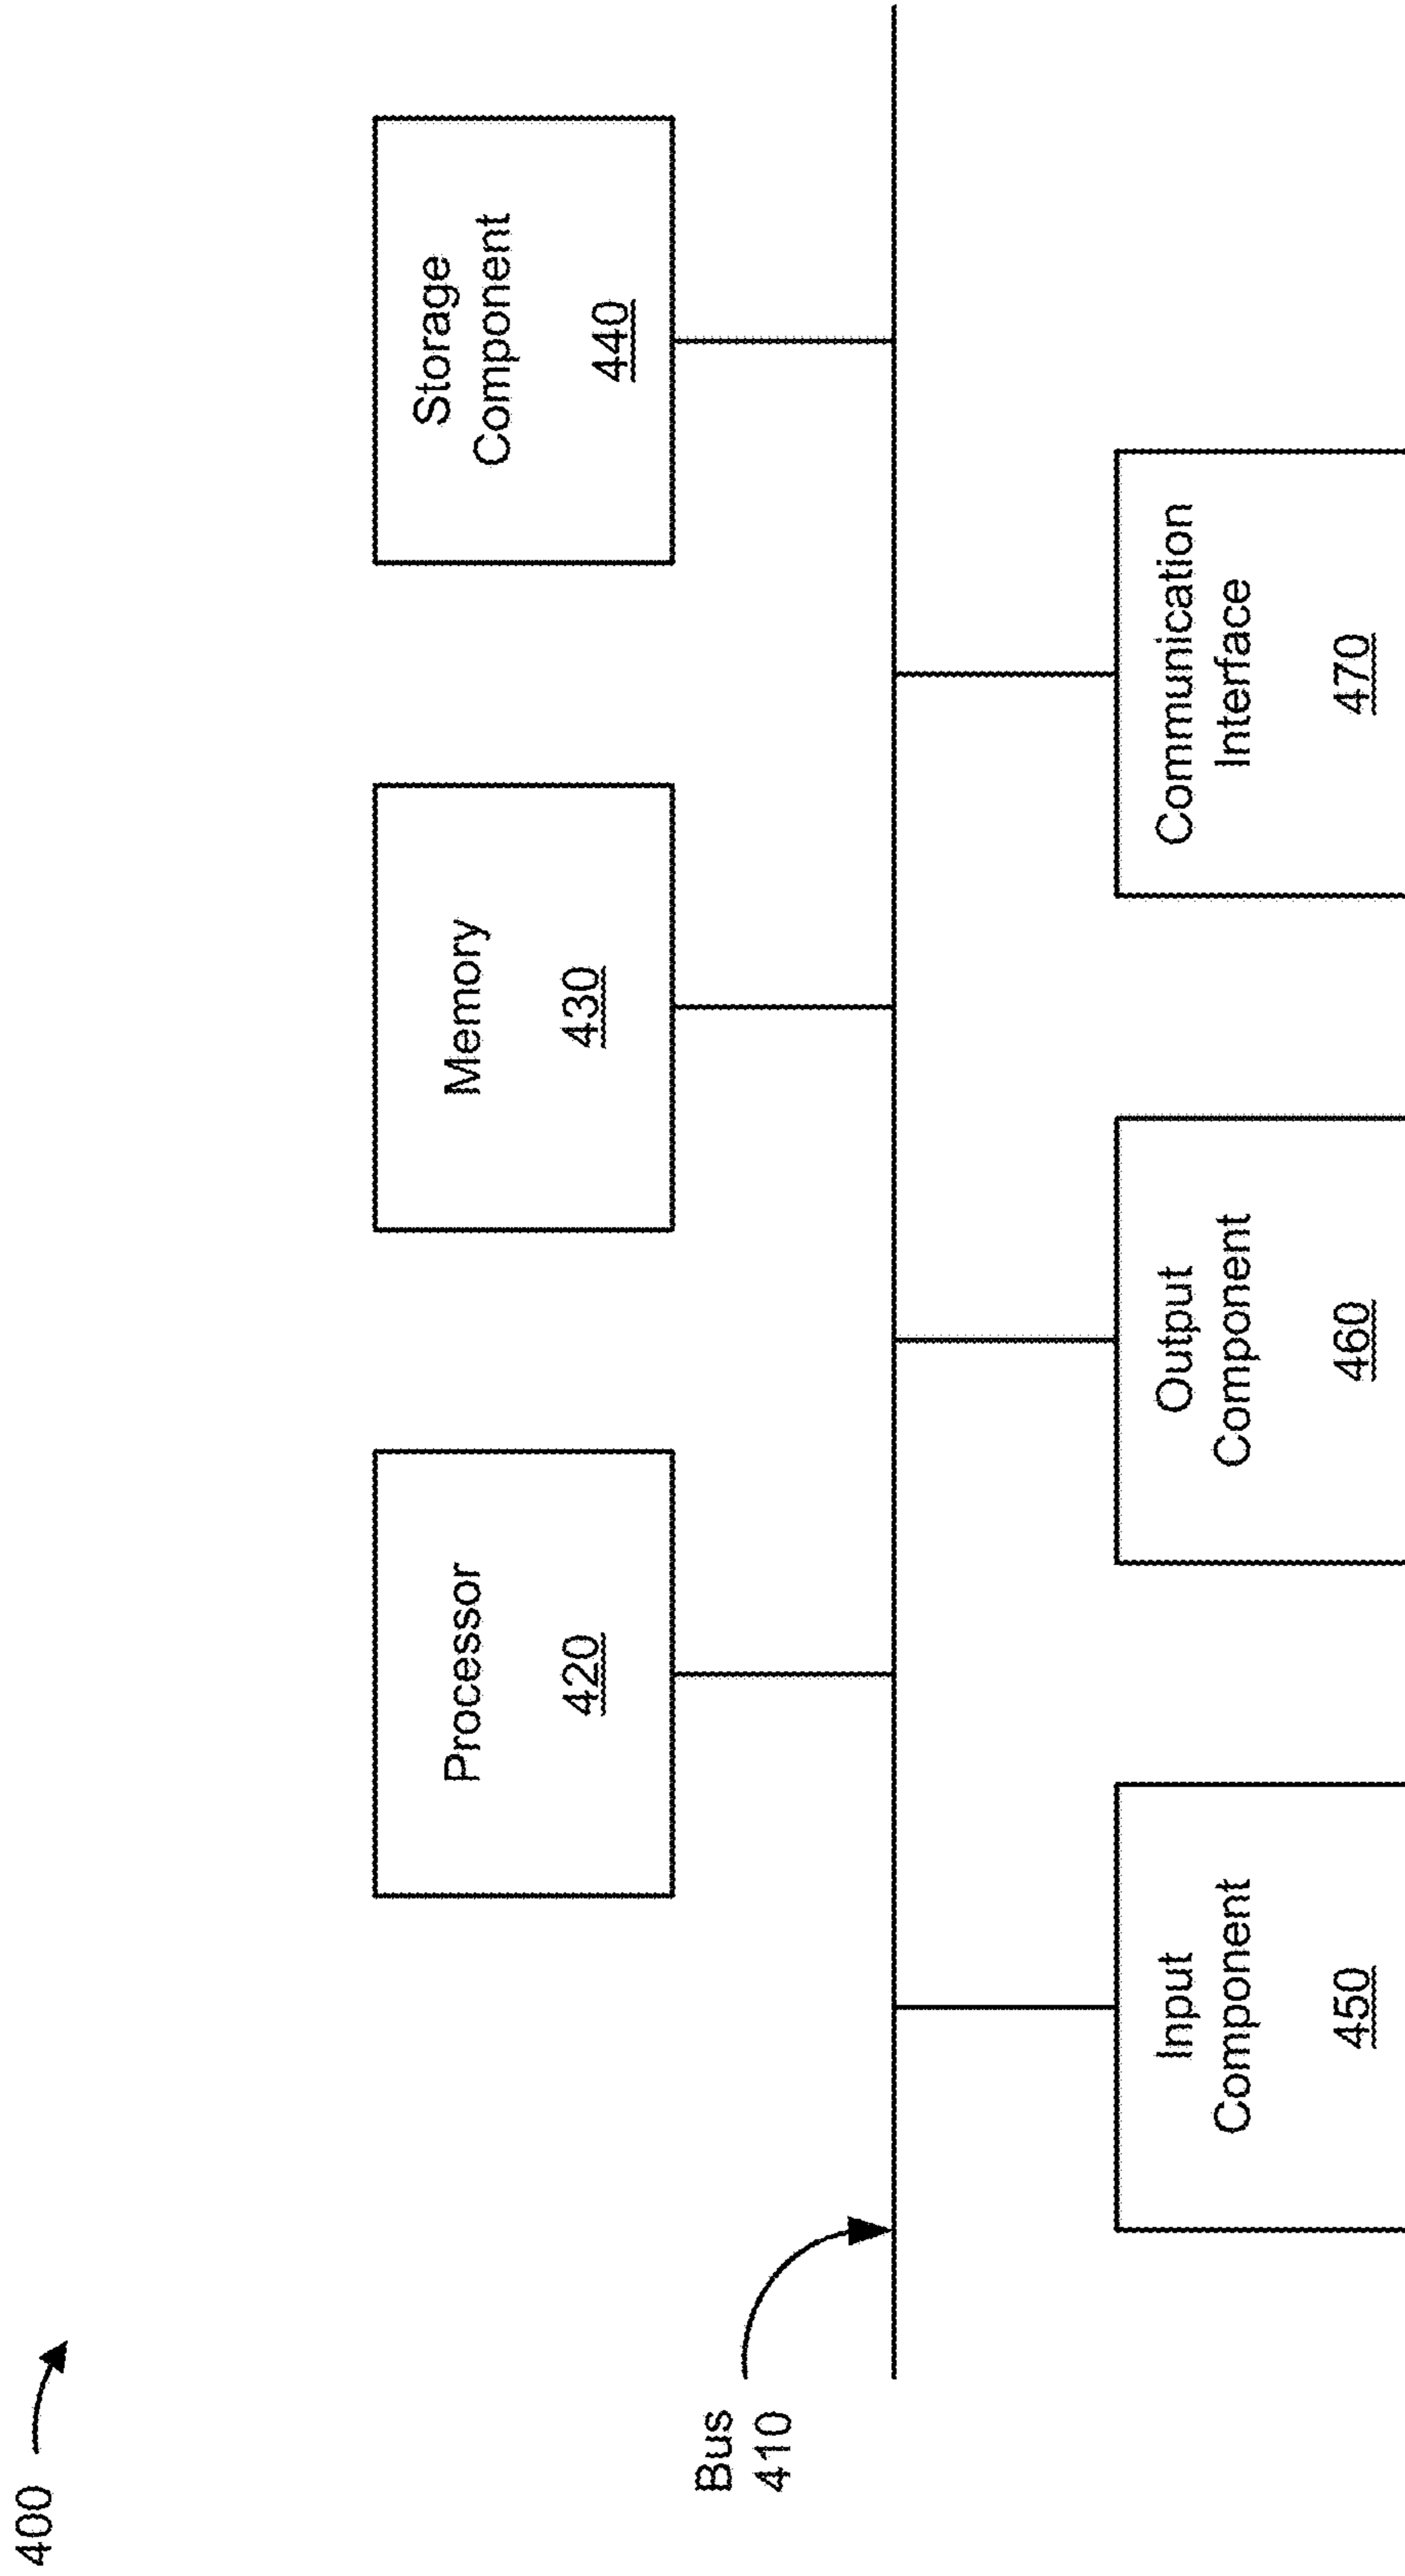 400
Processor
420
Memory
430
Storage
Component
440
Bus
410
Input
Component
450
Output
Component
460
Communication
Interface
470